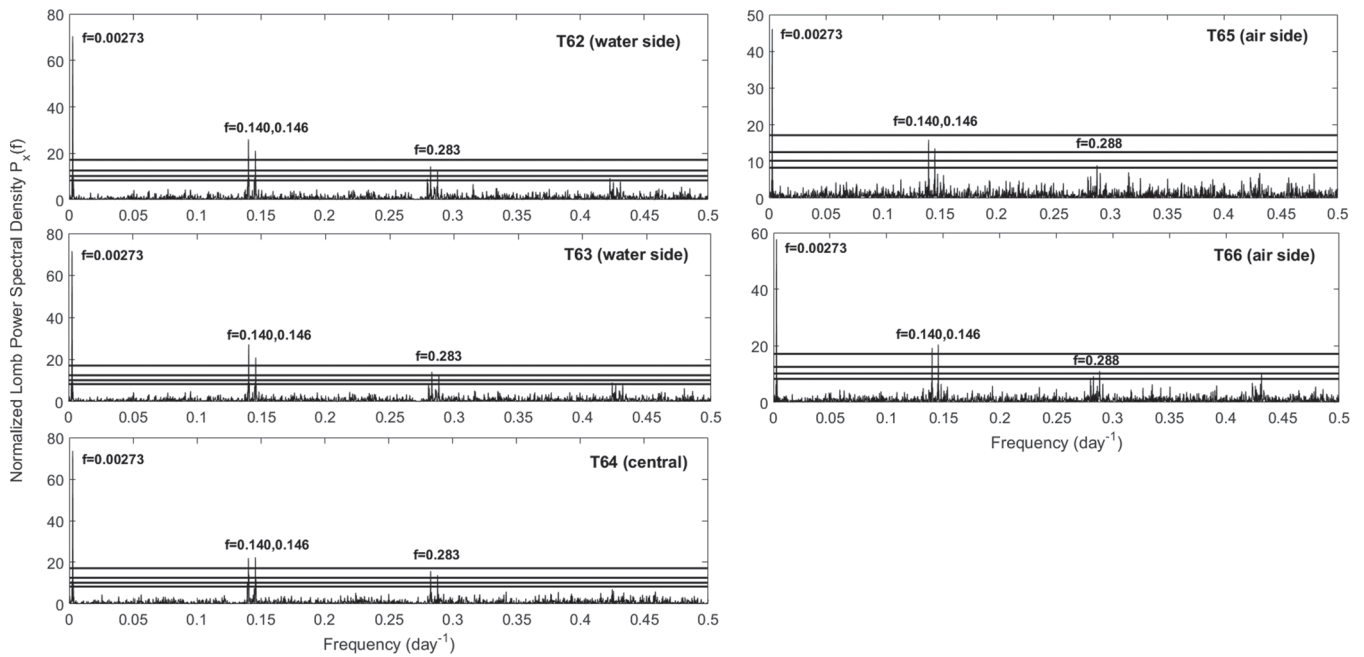 Normalized Lomb Power Spectral Density Pₓ(f)
80
60
40
20
0
f=0.00273
T62 (water side)
f=0.140,0.146
f=0.283
0 0.05 0.1 0.15 0.2 0.25 0.3 0.35 0.4 0.45 0.5
80
60
40
20
0
f=0.00273
T63 (water side)
f=0.140,0.146
f=0.283
0 0.05 0.1 0.15 0.2 0.25 0.3 0.35 0.4 0.45 0.5
80
60
40
20
0
f=0.00273
T64 (central)
f=0.140,0.146
f=0.283
0 0.05 0.1 0.15 0.2 0.25 0.3 0.35 0.4 0.45 0.5
Frequency (day⁻¹)
50
40
30
20
10
0
f=0.00273
T65 (air side)
f=0.140,0.146
f=0.288
0 0.05 0.1 0.15 0.2 0.25 0.3 0.35 0.4 0.45 0.5
60
40
20
0
f=0.00273
T66 (air side)
f=0.140,0.146
f=0.288
0 0.05 0.1 0.15 0.2 0.25 0.3 0.35 0.4 0.45 0.5
Frequency (day⁻¹)